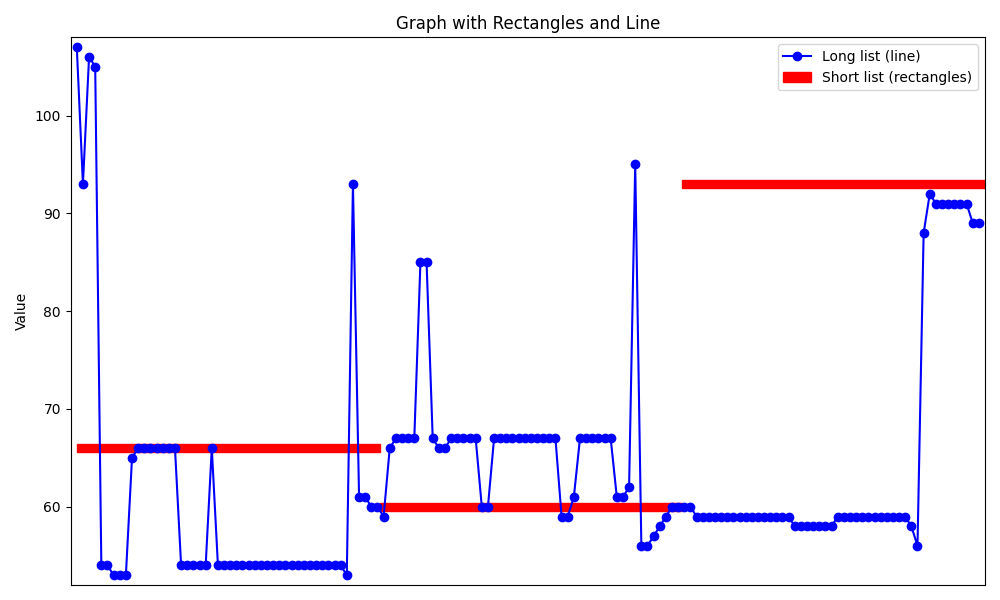 Graph with Rectangles and Line
Long list (line)
Short list (rectangles)
100
90
80
70
60
Value